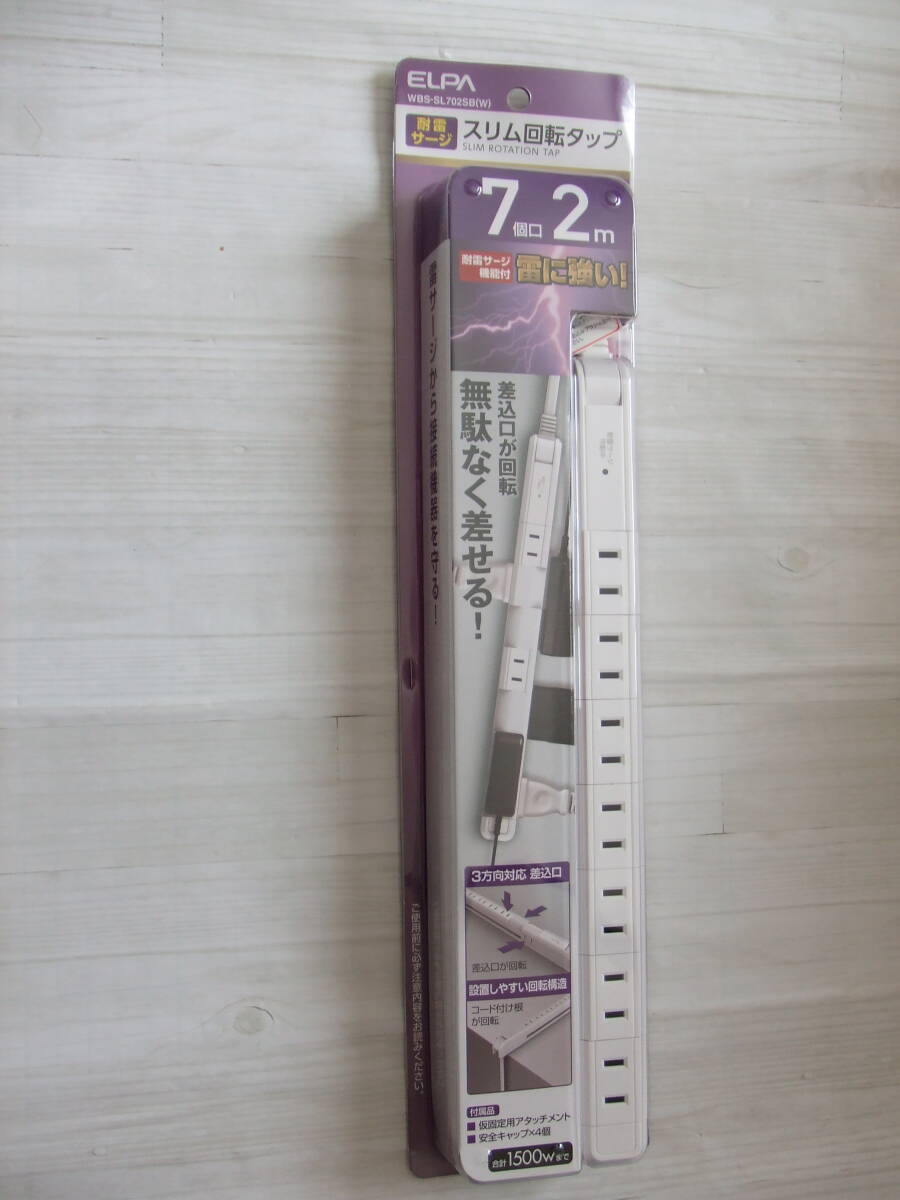 ELPA
WBS-SL702SB(W)
耐雷
サージ
スリム回転タップ
SLIM ROTATION TAP
7個口 2m
耐雷サージ
機能付
雷に強い!
雷サージから接続機器を守る!
差込口が回転
無駄なく差せる!
3方向対応 差込口
差込口が回転
設置しやすい回転構造
コード付け根
が回転
付属品
■ 仮固定用アタッチメント
■ 安全キャップ×4個
合計1500Wまで
ご使用前に必ず注意内容をお読みください。